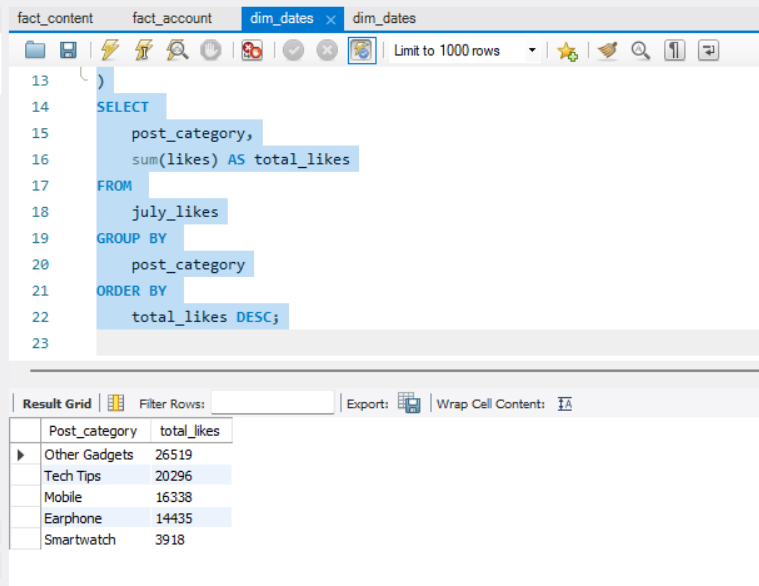 fact_content fact_account dim_dates dim_dates
Limit to 1000 rows
13 )
14 SELECT
15 post_category,
16 sum(likes) AS total_likes
17 FROM
18 july_likes
19 GROUP BY
20 post_category
21 ORDER BY
22 total_likes DESC;
23
Result Grid Filter Rows: Export: Wrap Cell Content:
Post_category total_likes
Other Gadgets 26519
Tech Tips 20296
Mobile 16338
Earphone 14435
Smartwatch 3918